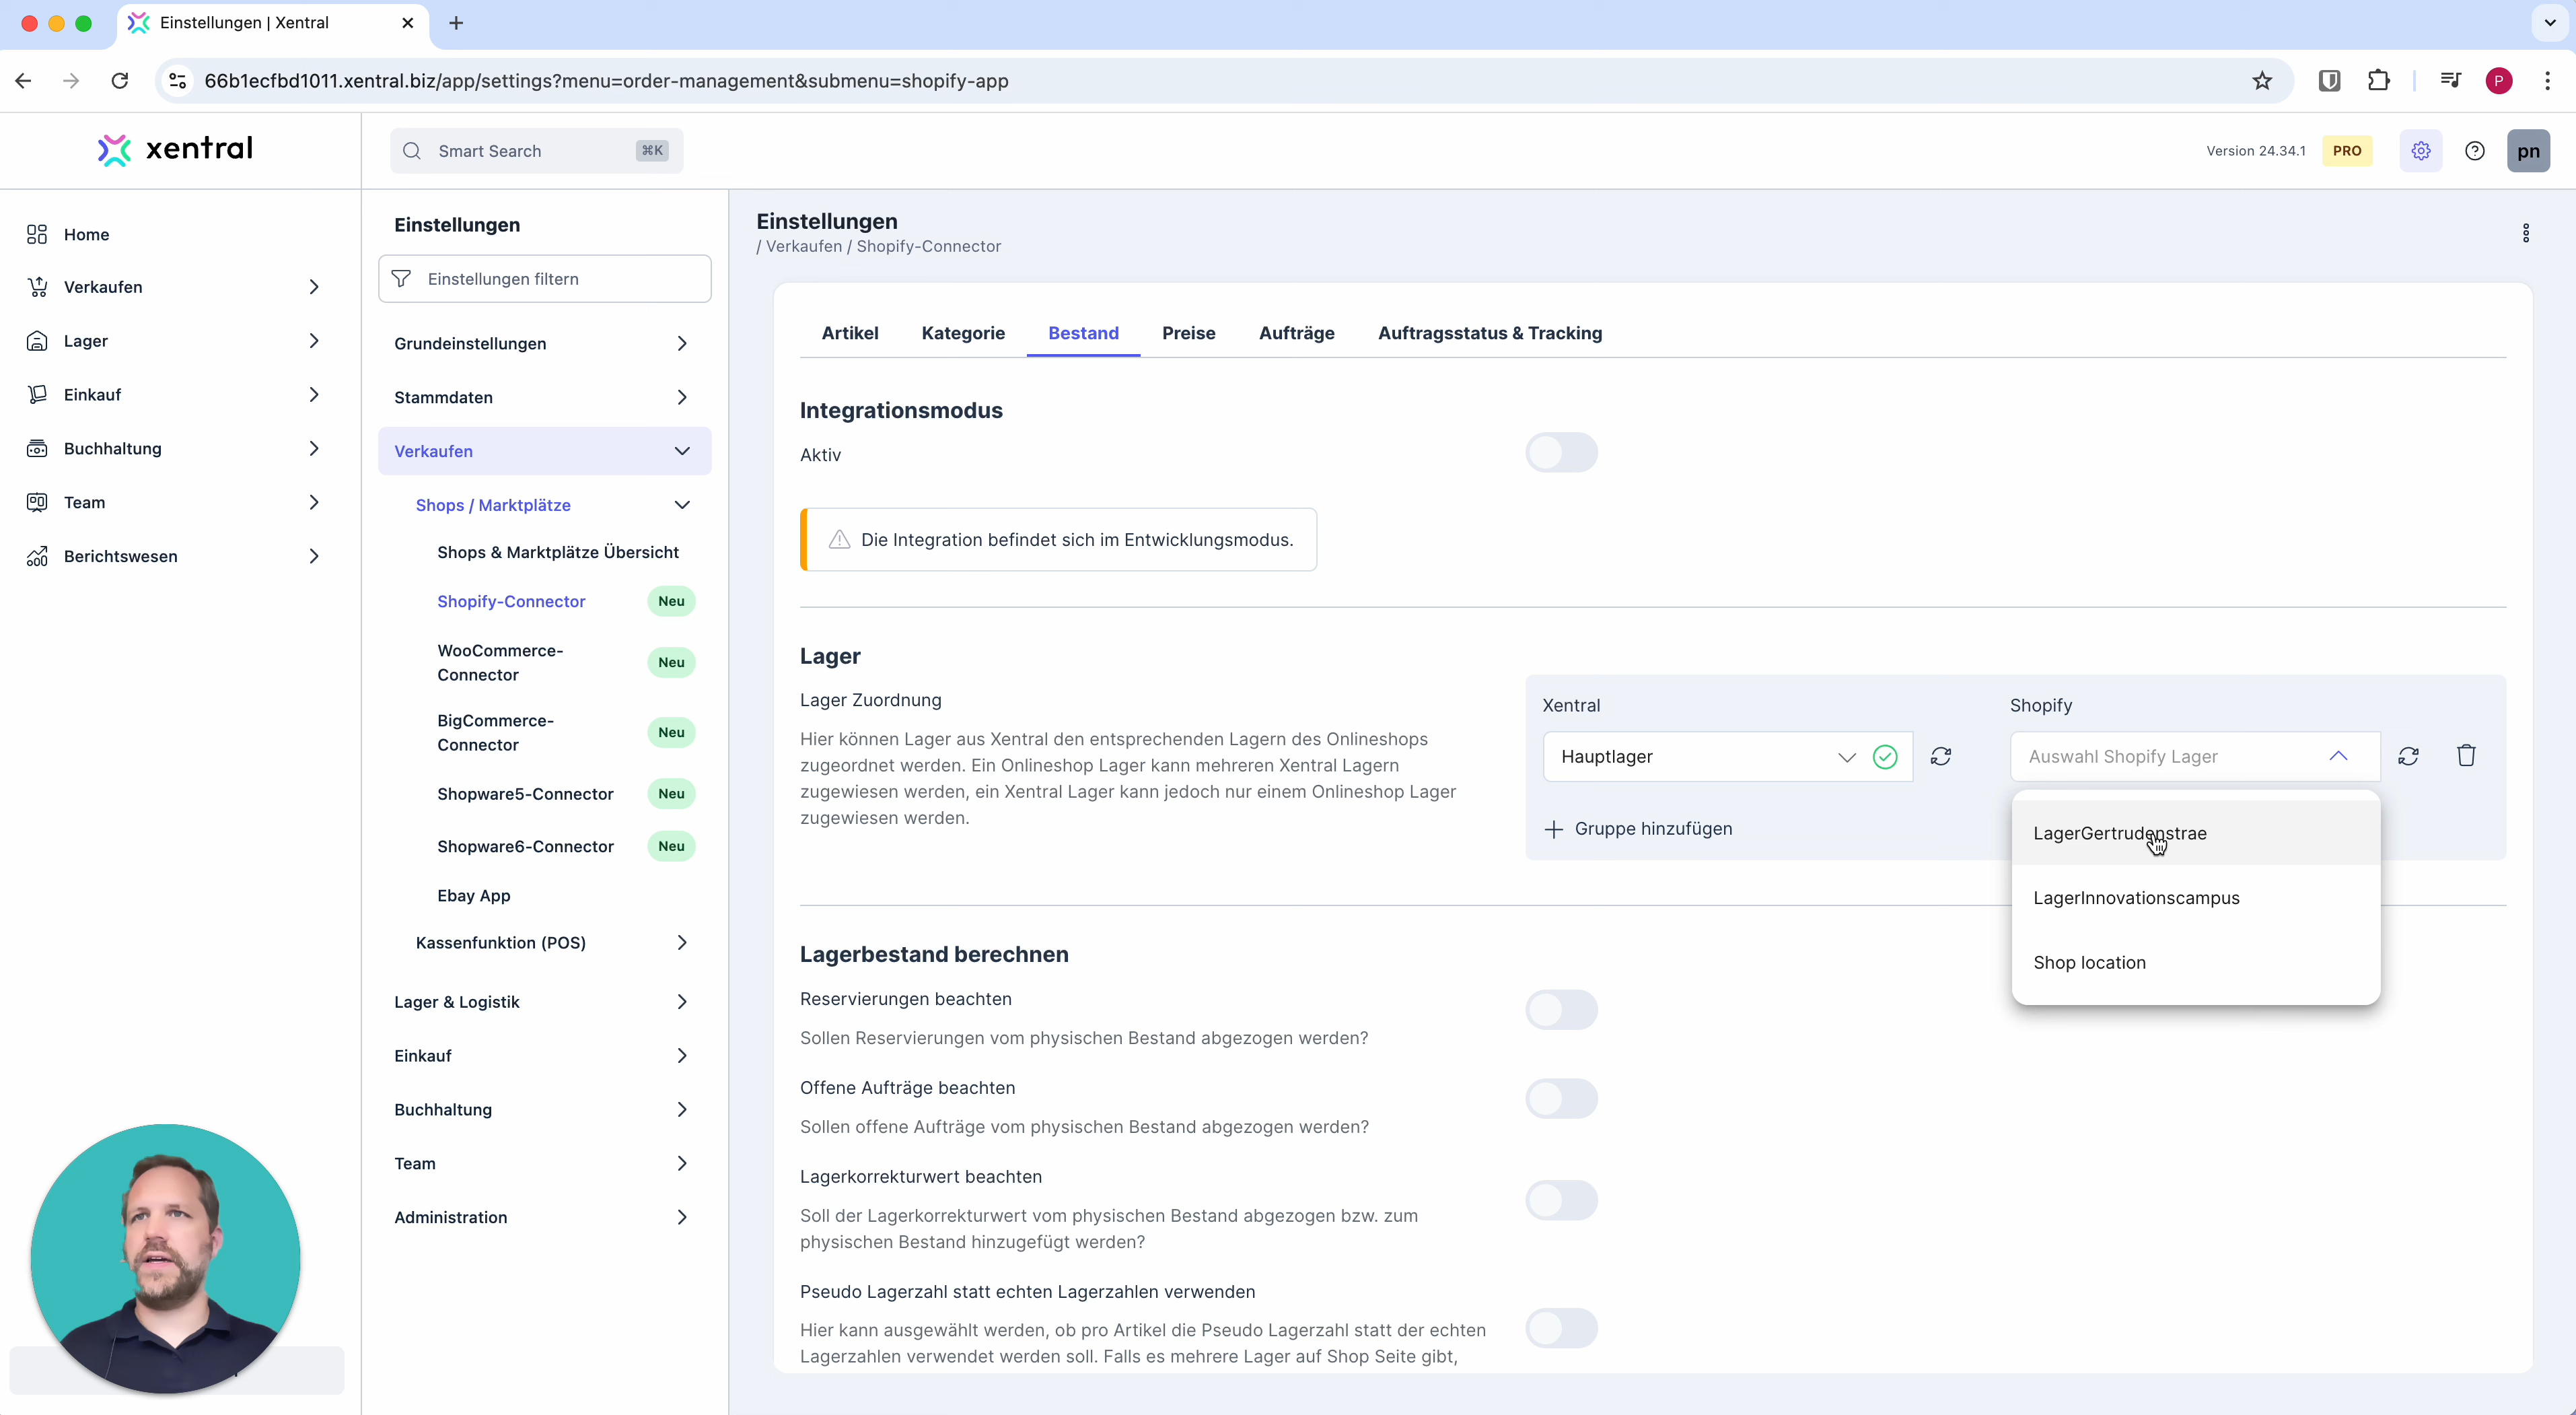 Einstellungen | Xentral
66b1ecfbd1011.xentral.biz/app/settings?menu=order-management&submenu=shopify-app
P
xentral
Smart Search
⌘K
Version 24.34.1
PRO
pn
Home
Verkaufen
Lager
Einkauf
Buchhaltung
Team
Berichtswesen
Einstellungen
Einstellungen filtern
Grundeinstellungen
Stammdaten
Verkaufen
Shops / Marktplätze
Shops & Marktplätze Übersicht
Shopify-Connector
Neu
WooCommerce-
Connector
Neu
BigCommerce-
Connector
Neu
Shopware5-Connector
Neu
Shopware6-Connector
Neu
Ebay App
Kassenfunktion (POS)
Lager & Logistik
Einkauf
Buchhaltung
Team
Administration
Einstellungen
/ Verkaufen / Shopify-Connector
Artikel
Kategorie
Bestand
Preise
Aufträge
Auftragsstatus & Tracking
Integrationsmodus
Aktiv
Die Integration befindet sich im Entwicklungsmodus.
Lager
Lager Zuordnung
Hier können Lager aus Xentral den entsprechenden Lagern des Onlineshops
zugeordnet werden. Ein Onlineshop Lager kann mehreren Xentral Lagern
zugewiesen werden, ein Xentral Lager kann jedoch nur einem Onlineshop Lager
zugewiesen werden.
Xentral
Hauptlager
Gruppe hinzufügen
Shopify
Auswahl Shopify Lager
LagerGertrudenstrae
LagerInnovationscampus
Shop location
Lagerbestand berechnen
Reservierungen beachten
Sollen Reservierungen vom physischen Bestand abgezogen werden?
Offene Aufträge beachten
Sollen offene Aufträge vom physischen Bestand abgezogen werden?
Lagerkorrekturwert beachten
Soll der Lagerkorrekturwert vom physischen Bestand abgezogen bzw. zum
physischen Bestand hinzugefügt werden?
Pseudo Lagerzahl statt echten Lagerzahlen verwenden
Hier kann ausgewählt werden, ob pro Artikel die Pseudo Lagerzahl statt der echten
Lagerzahlen verwendet werden soll. Falls es mehrere Lager auf Shop Seite gibt,